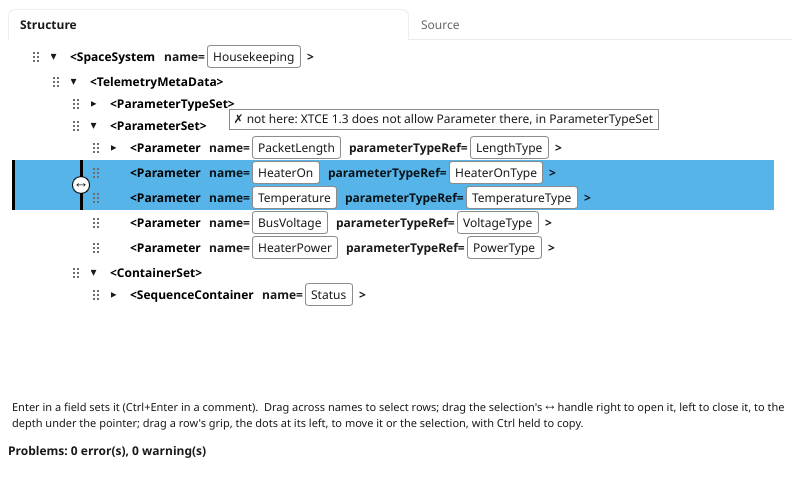 Structure
Source
<SpaceSystem name= Housekeeping >
<TelemetryMetaData>
<ParameterTypeSet>
✗ not here: XTCE 1.3 does not allow Parameter there, in ParameterTypeSet
<ParameterSet>
<Parameter name= PacketLength parameterTypeRef= LengthType >
<Parameter name= HeaterOn parameterTypeRef= HeaterOnType >
<Parameter name= Temperature parameterTypeRef= TemperatureType >
<Parameter name= BusVoltage parameterTypeRef= VoltageType >
<Parameter name= HeaterPower parameterTypeRef= PowerType >
<ContainerSet>
<SequenceContainer name= Status >
Enter in a field sets it (Ctrl+Enter in a comment). Drag across names to select rows; drag the selection's ↔ handle right to open it, left to close it, to the
depth under the pointer; drag a row's grip, the dots at its left, to move it or the selection, with Ctrl held to copy.
Problems: 0 error(s), 0 warning(s)